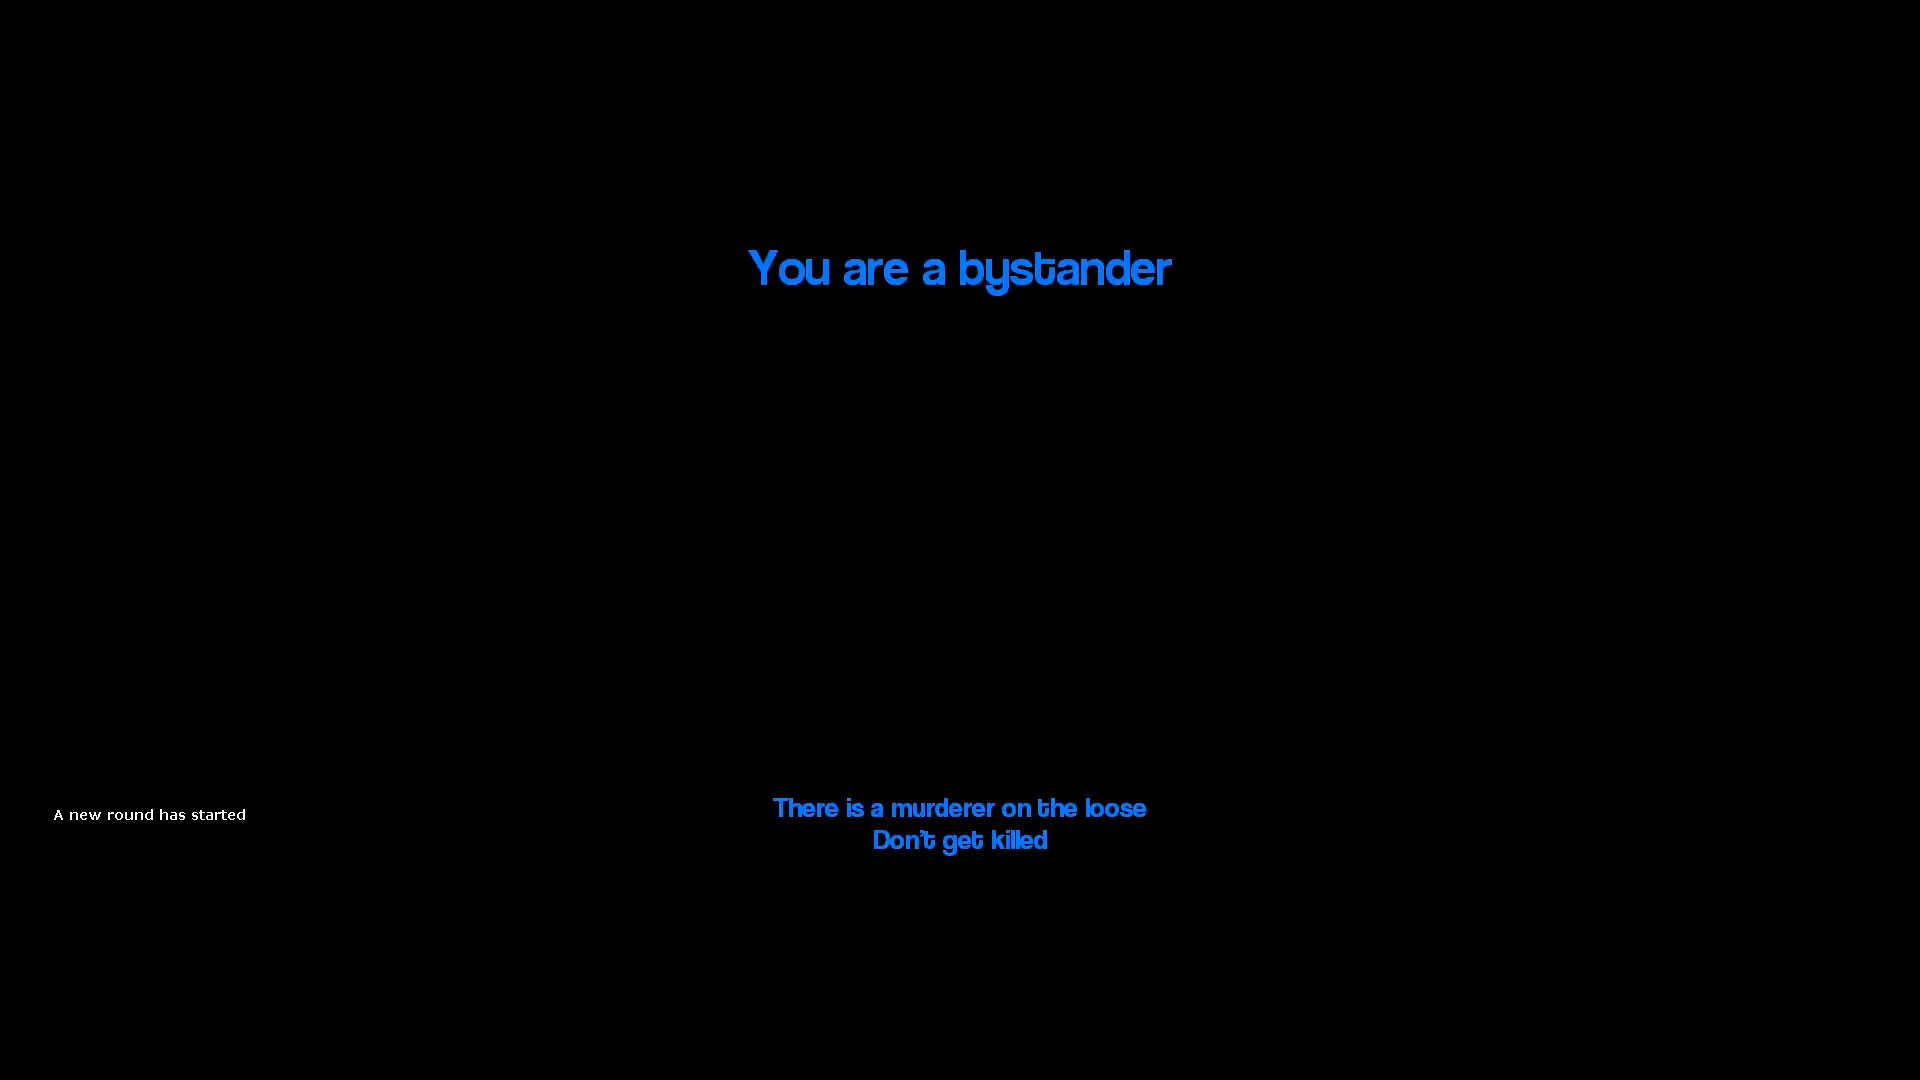 You are a bystander
There is a murderer on the loose
Don't get killed
A new round has started